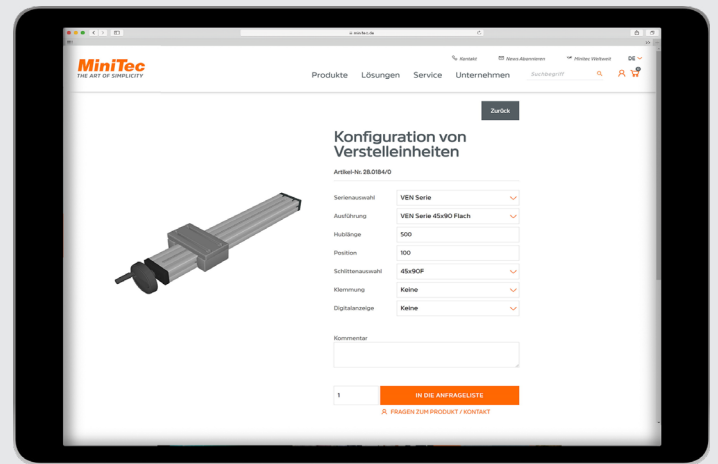 minitec.de
MiniTec
THE ART OF SIMPLICITY
Kontakt
News Abonnieren
Minitec Weltweit
DE
Produkte
Lösungen
Service
Unternehmen
Suchbegriff
0
Zurück
Konfiguration von
Verstelleinheiten
Artikel-Nr. 28.0184/0
Serienauswahl
VEN Serie
Ausführung
VEN Serie 45x90 Flach
Hublänge
500
Position
100
Schlittenauswahl
45x90F
Klemmung
Keine
Digitalanzeige
Keine
Kommentar
1
IN DIE ANFRAGELISTE
FRAGEN ZUM PRODUKT / KONTAKT